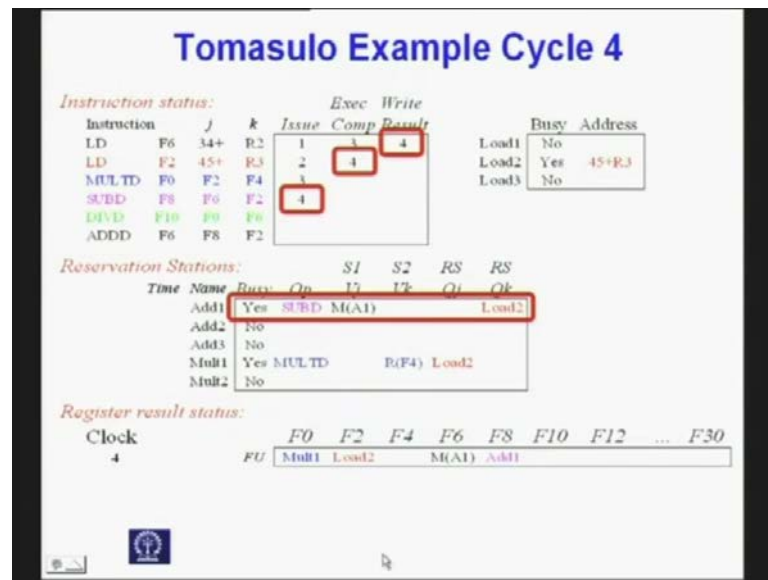 Tomasulo Example Cycle 4
Instruction status: Exec Write
Instruction j k Issue Comp Result Busy Address
LD F6 34+ R2 1 3 4 Load1 No
LD F2 45+ R3 2 4 Load2 Yes 45+R3
MULTD F0 F2 F4 3 Load3 No
SUBD F8 F6 F2 4
DIVD F10 F0 F6
ADDD F6 F8 F2
Reservation Stations: S1 S2 RS RS
Time Name Busy Op Vj Vk Qj Qk
Add1 Yes SUBD M(A1) Load2
Add2 No
Add3 No
Mult1 Yes MULTD R(F4) Load2
Mult2 No
Register result status:
Clock F0 F2 F4 F6 F8 F10 F12 ... F30
4 FU Mult1 Load2 M(A1) Add1